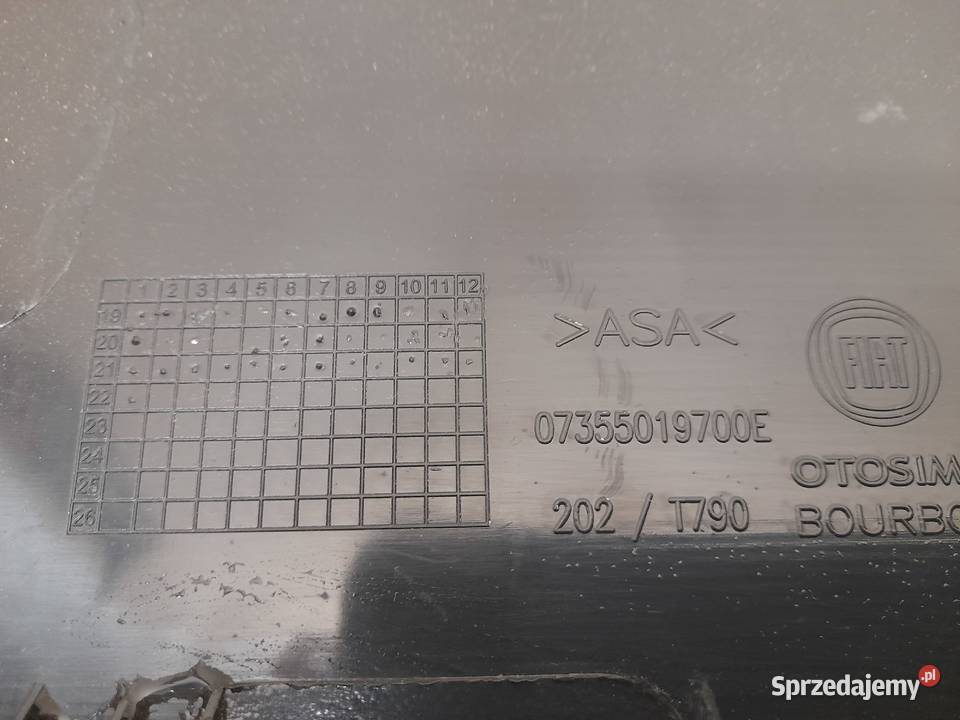 1 2 3 4 5 6 7 8 9 10 11 12
19
20
21
22
23
24
25
26
>ASA<
FIAT
07355019700E
OTOSIM
202 / T790
BOURBO
Sprzedajemy.pl